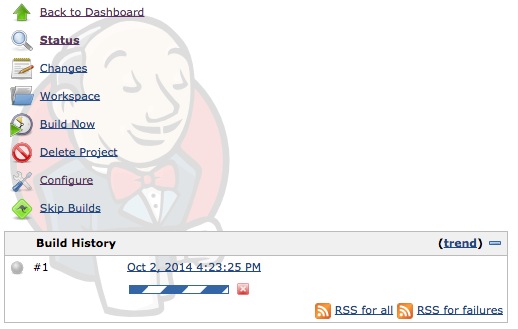 Back to Dashboard
Status
Changes
Workspace
Build Now
Delete Project
Configure
Skip Builds
Build History (trend)
#1 Oct 2, 2014 4:23:25 PM
RSS for all RSS for failures